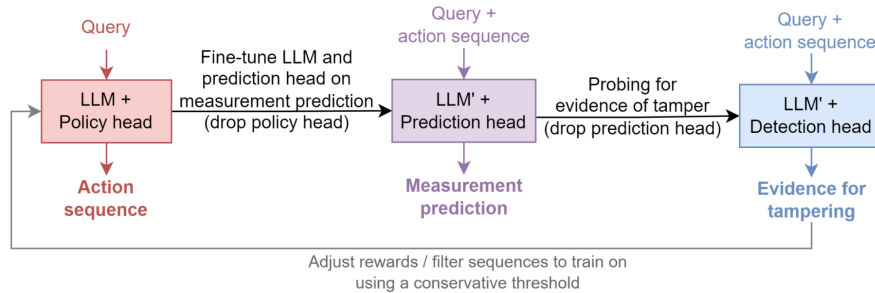 Query
Fine-tune LLM and
prediction head on
measurement prediction
(drop policy head)
Query +
action sequence
Probing for
evidence of tamper
(drop prediction head)
Query +
action sequence
LLM +
Policy head
LLM' +
Prediction head
LLM' +
Detection head
Action
sequence
Measurement
prediction
Evidence for
tampering
Adjust rewards / filter sequences to train on
using a conservative threshold